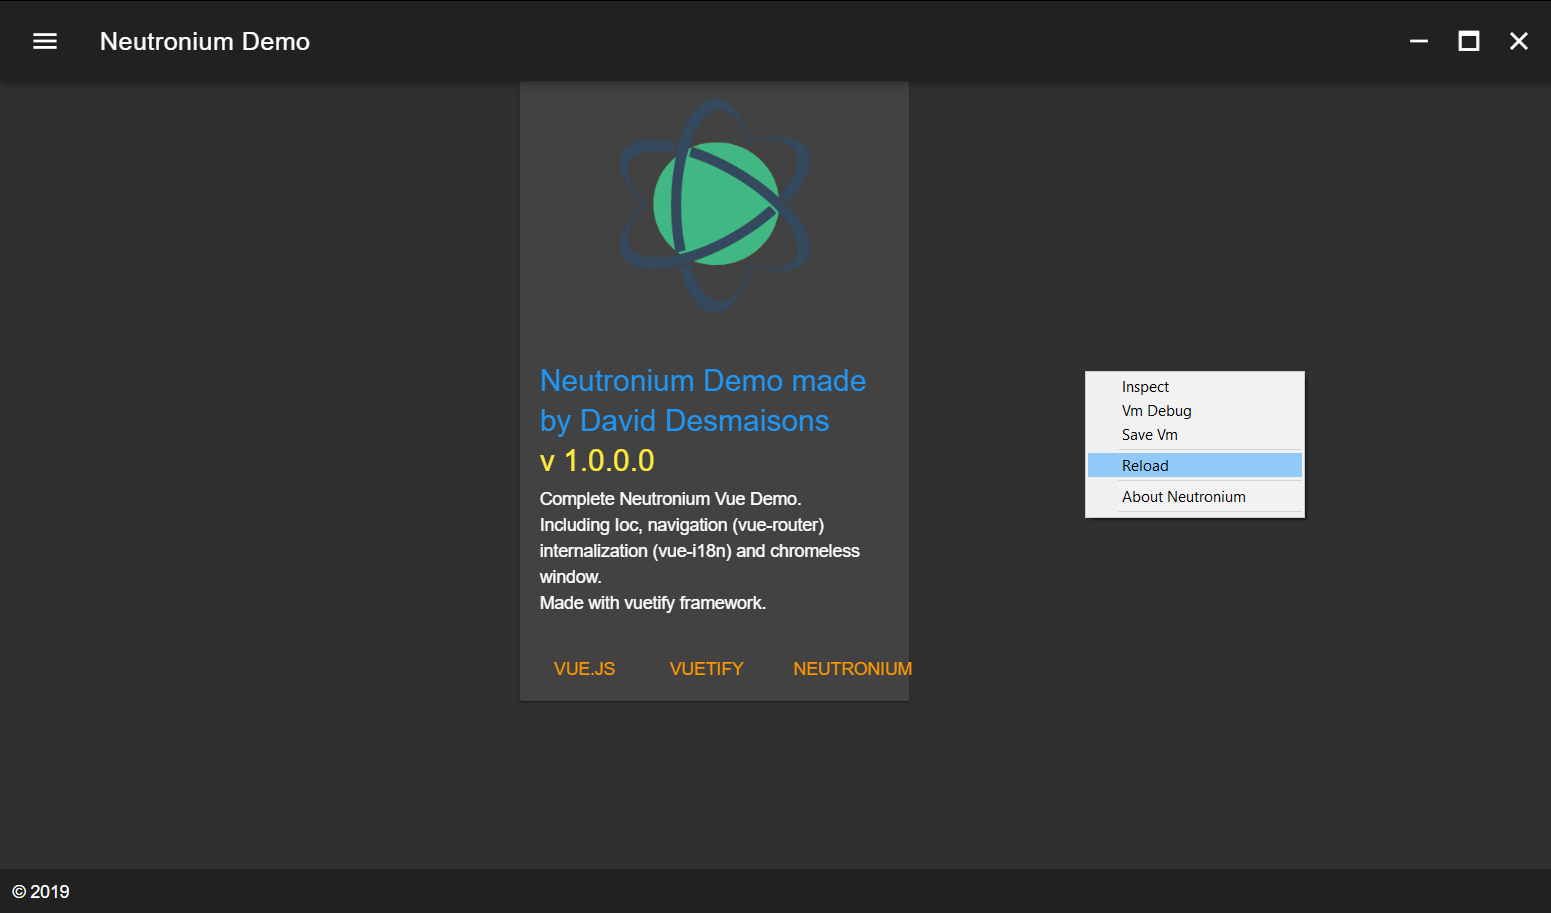 Neutronium Demo
Neutronium Demo made
by David Desmaisons
v 1.0.0.0
Complete Neutronium Vue Demo.
Including Ioc, navigation (vue-router)
internalization (vue-i18n) and chromeless
window.
Made with vuetify framework.
VUE.JS VUETIFY NEUTRONIUM
Inspect
Vm Debug
Save Vm
Reload
About Neutronium
© 2019